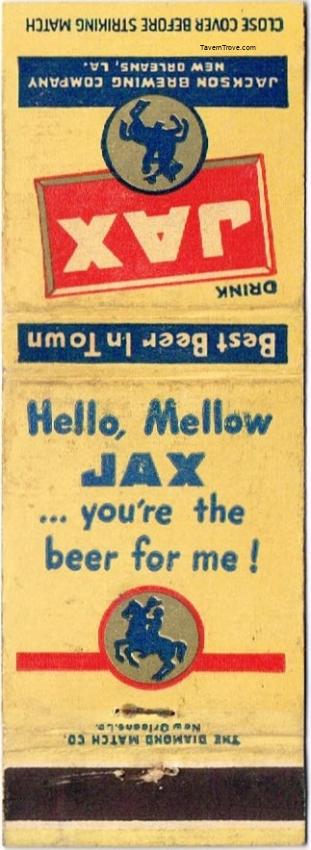 CLOSE COVER BEFORE STRIKING MATCH
TavernTrove.com
JACKSON BREWING COMPANY
NEW ORLEANS, LA.
DRINK
JAX
Best Beer In Town
Hello, Mellow
JAX
... you're the
beer for me!
THE DIAMOND MATCH CO.
New Orleans, La.